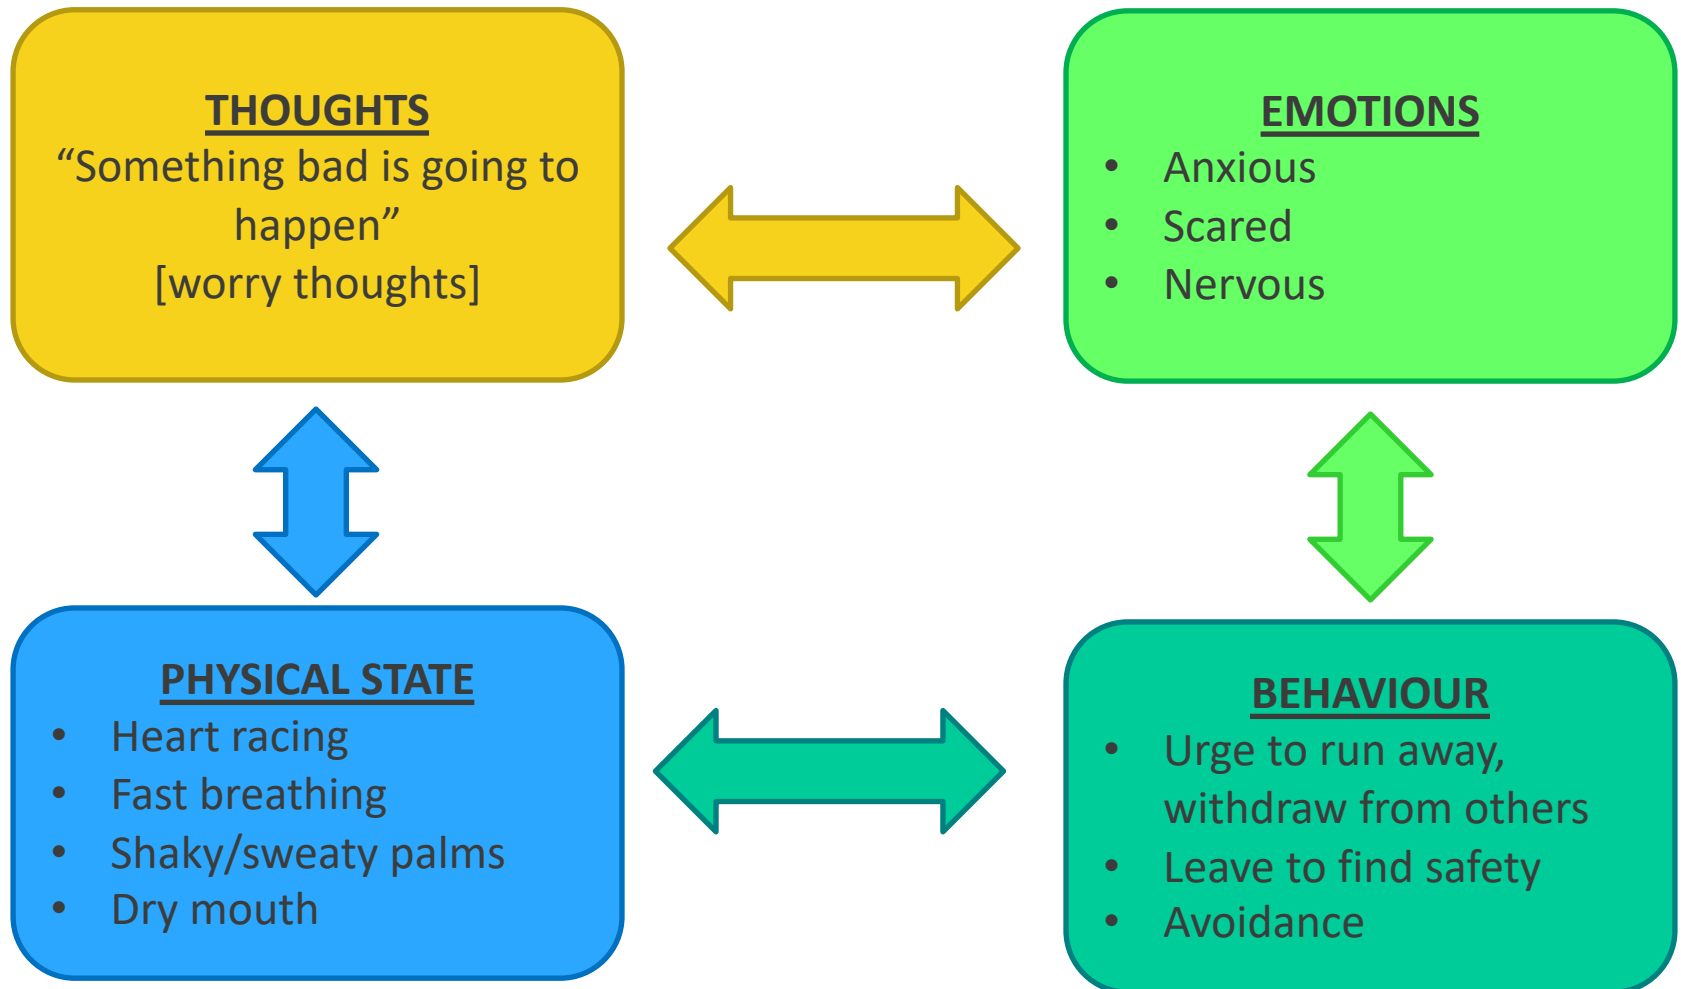 THOUGHTS
“Something bad is going to
happen”
[worry thoughts]
EMOTIONS
• Anxious
• Scared
• Nervous
PHYSICAL STATE
• Heart racing
• Fast breathing
• Shaky/sweaty palms
• Dry mouth
BEHAVIOUR
• Urge to run away,
withdraw from others
• Leave to find safety
• Avoidance